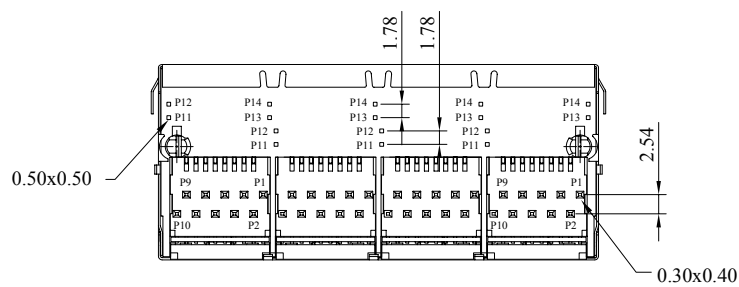 1.78 1.78
P12 P14 P14 P14 P14
P11 P13 P13 P13 P13
P12 P12 P12
P11 P11 P11
2.54
0.50x0.50
P9 P1 P9 P1
P10 P2 P10 P2
0.30x0.40